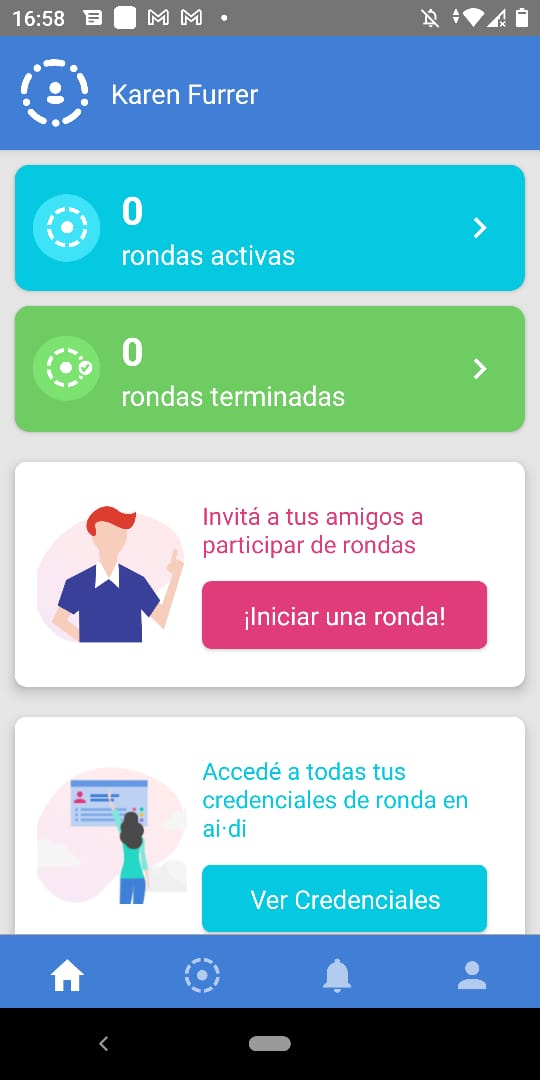 16:58
Karen Furrer
0
rondas activas
0
rondas terminadas
Invitá a tus amigos a
participar de rondas
¡Iniciar una ronda!
Accedé a todas tus
credenciales de ronda en
ai·di
Ver Credenciales